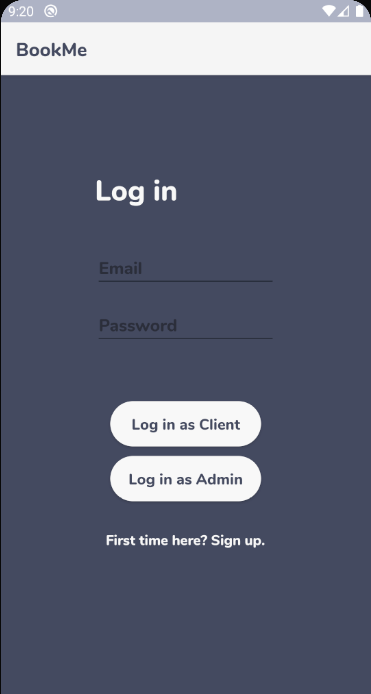 9:20
BookMe
Log in
Email
Password
Log in as Client
Log in as Admin
First time here? Sign up.